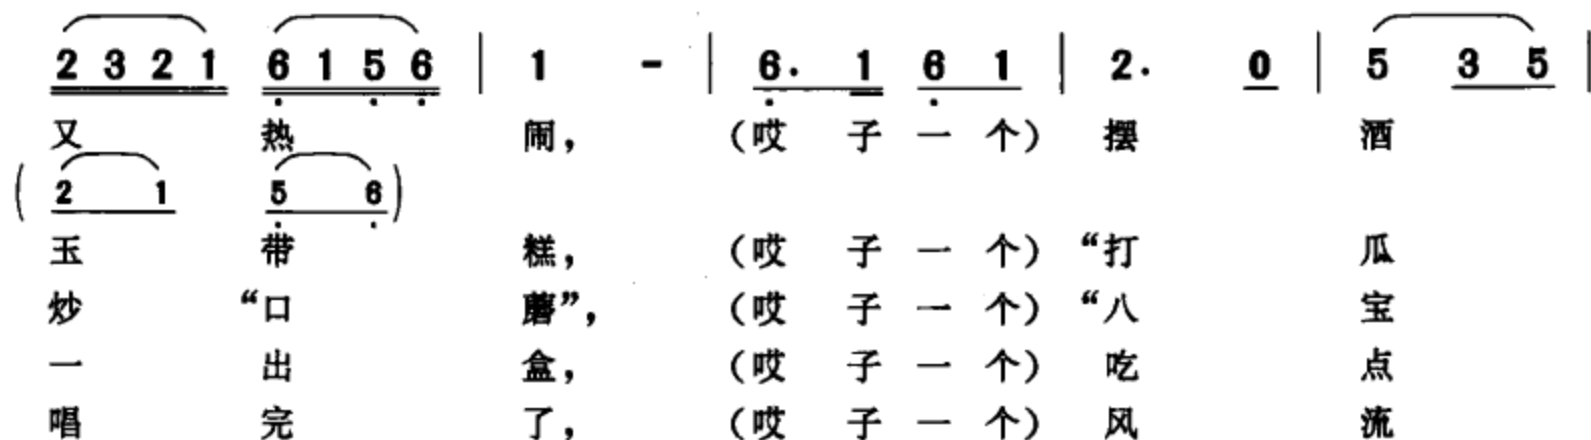 2 3 2 1 6 1 5 6 | 1 - | 6. 1 6 1 | 2. 0 | 5 3 5 |
又 热 闹，（哎 子 一 个）摆 酒
（2 1 5 6）
玉 带 糕，（哎 子 一 个）“打 瓜
炒 “口 蘑”，（哎 子 一 个）“八 宝
一 出 盒，（哎 子 一 个）吃 点
唱 完 了，（哎 子 一 个）风 流